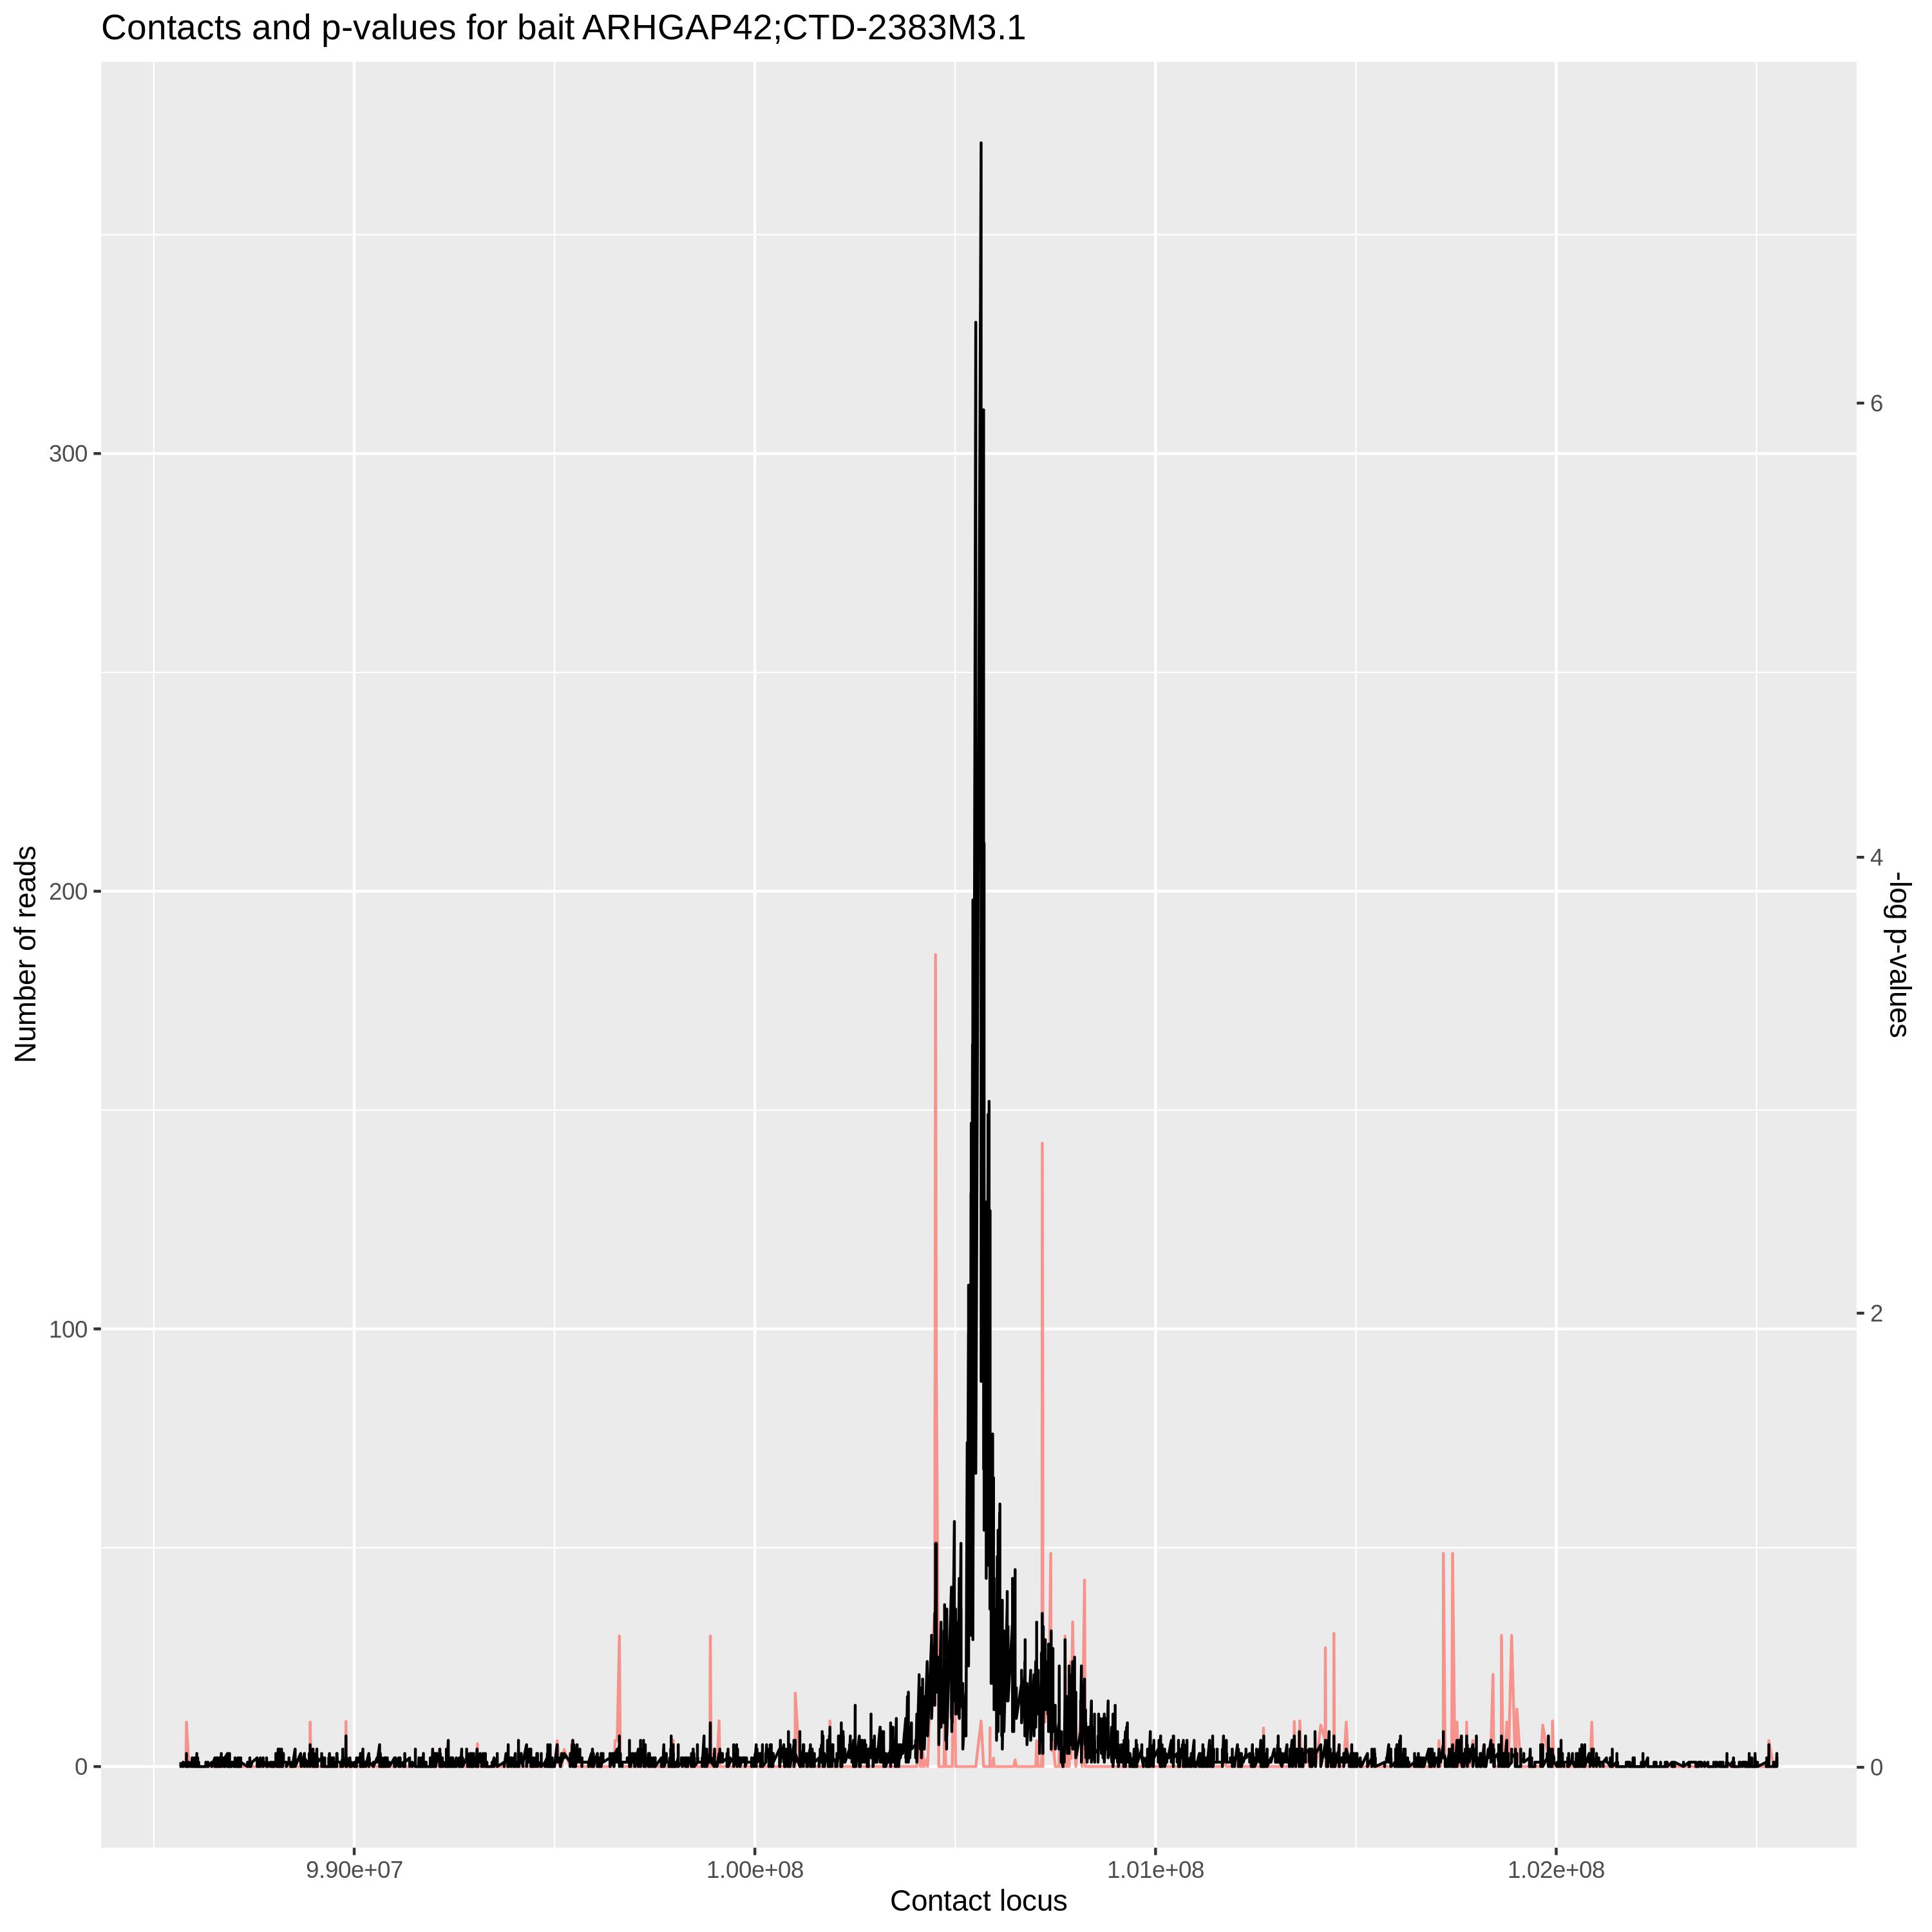 Contacts and p-values for bait ARHGAP42;CTD-2383M3.1
Number of reads
300
200
100
0
6
4
2
0
-log p-values
9.90e+07
1.00e+08
1.01e+08
1.02e+08
Contact locus